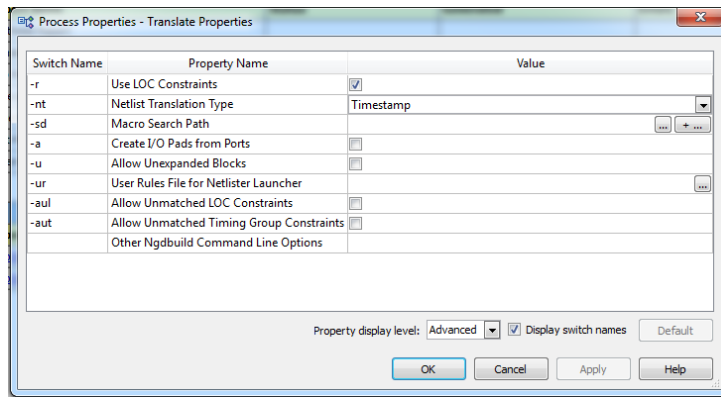 Process Properties - Translate Properties
Switch Name Property Name Value
-r Use LOC Constraints
-nt Netlist Translation Type Timestamp
-sd Macro Search Path ... + ...
-a Create I/O Pads from Ports
-u Allow Unexpanded Blocks
-ur User Rules File for Netlister Launcher ...
-aul Allow Unmatched LOC Constraints
-aut Allow Unmatched Timing Group Constraints
Other Ngdbuild Command Line Options
Property display level: Advanced Display switch names Default
OK Cancel Apply Help